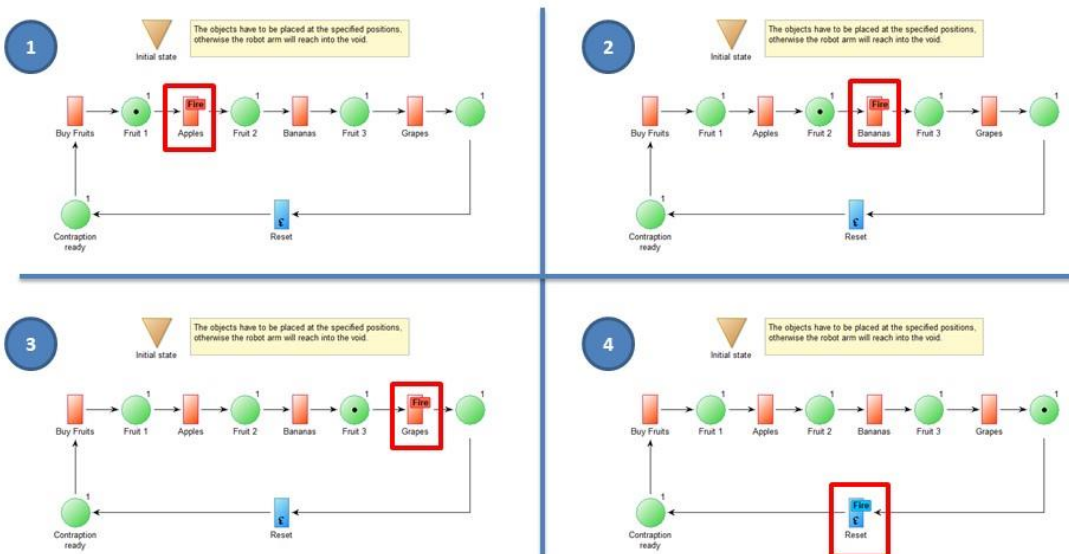 1
The objects have to be placed at the specified positions,
otherwise the robot arm will reach into the void.
Initial state
1
Fire
1
1
1
Buy Fruits Fruit 1 Apples Fruit 2 Bananas Fruit 3 Grapes
1
£
Contraption
ready
Reset
2
The objects have to be placed at the specified positions,
otherwise the robot arm will reach into the void.
Initial state
1
1
Fire
1
1
Buy Fruits Fruit 1 Apples Fruit 2 Bananas Fruit 3 Grapes
1
£
Contraption
ready
Reset
3
The objects have to be placed at the specified positions,
otherwise the robot arm will reach into the void.
Initial state
1
1
1
Fire
1
Buy Fruits Fruit 1 Apples Fruit 2 Bananas Fruit 3 Grapes
1
£
Contraption
ready
Reset
4
The objects have to be placed at the specified positions,
otherwise the robot arm will reach into the void.
Initial state
1
1
1
1
Buy Fruits Fruit 1 Apples Fruit 2 Bananas Fruit 3 Grapes
1
Fire
£
Contraption
ready
Reset